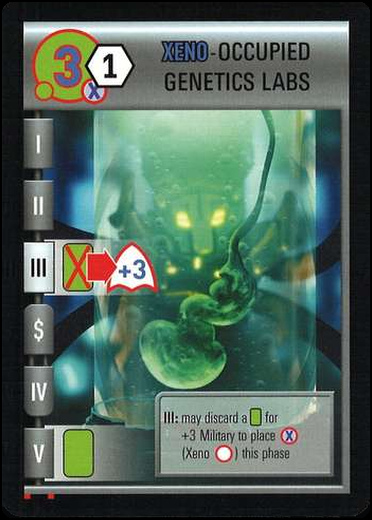 3
1
X
XENO-OCCUPIED
GENETICS LABS
I
II
III
+3
$
IV
V
III: may discard a for
+3 Military to place X
(Xeno ) this phase